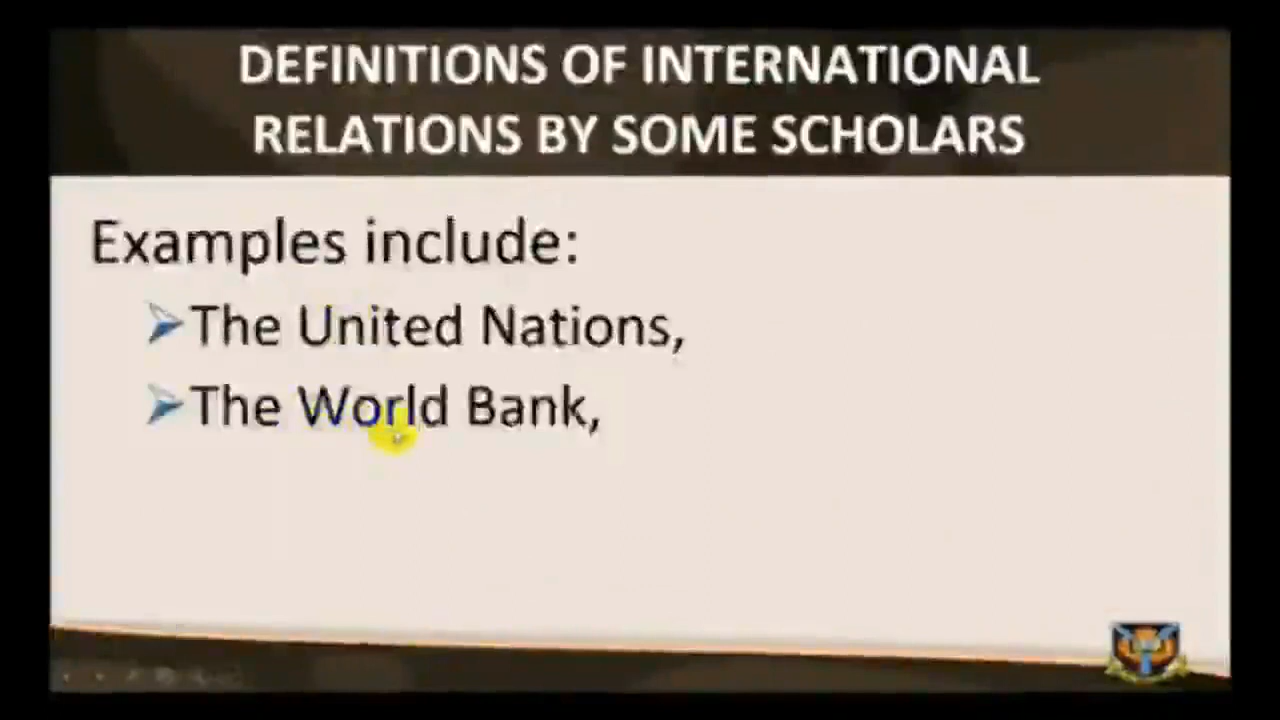 DEFINITIONS OF INTERNATIONAL
RELATIONS BY SOME SCHOLARS
Examples include:
The United Nations,
The World Bank,